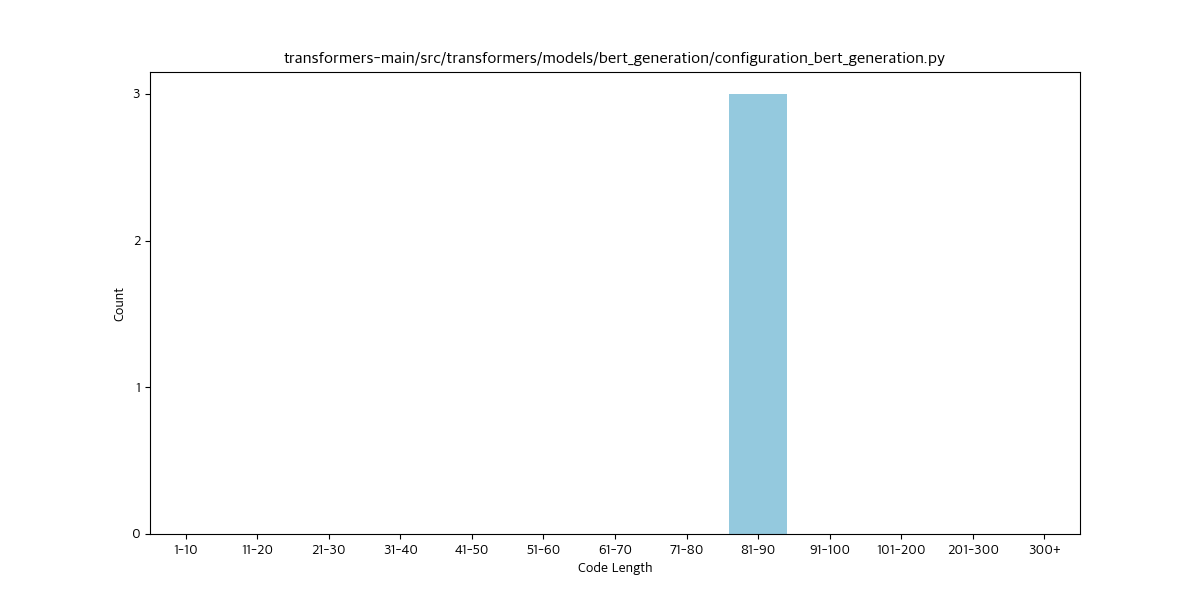 transformers-main/src/transformers/models/bert_generation/configuration_bert_generation.py
3
2
1
0
Count
1-10 11-20 21-30 31-40 41-50 51-60 61-70 71-80 81-90 91-100 101-200 201-300 300+
Code Length